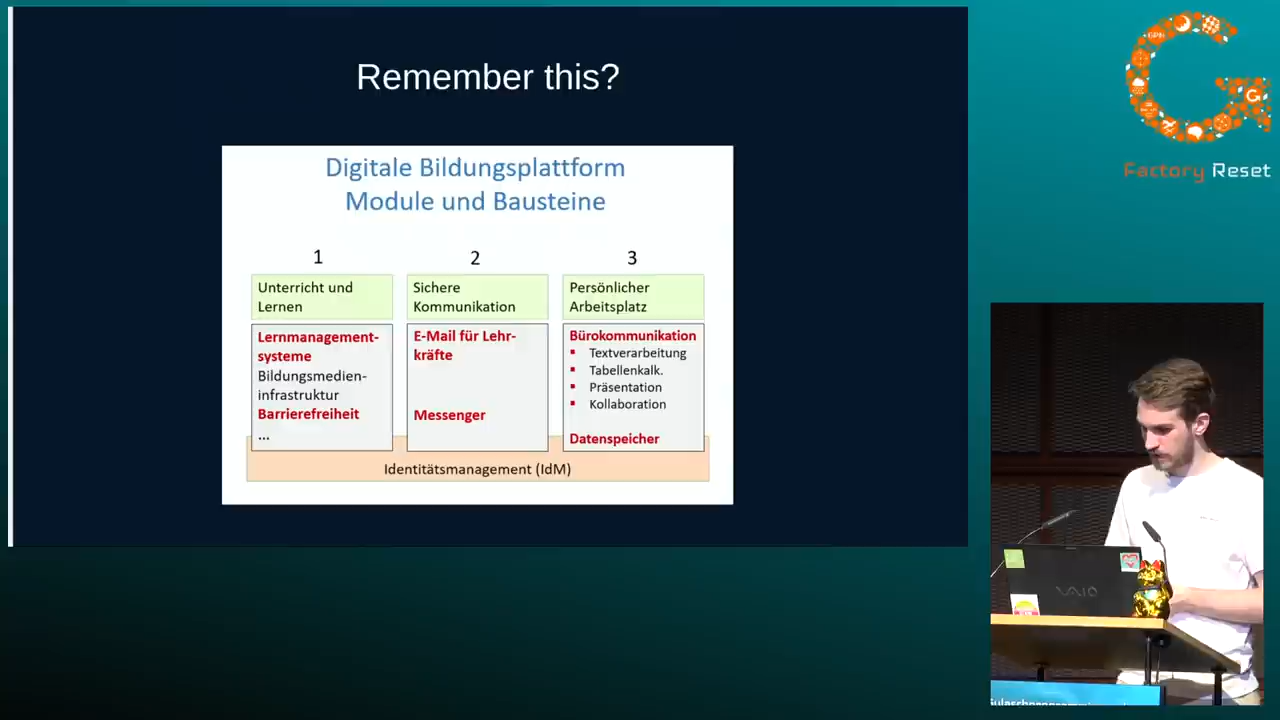 Remember this?
Digitale Bildungsplattform
Module und Bausteine
1
2
3
Unterricht und
Lernen
Sichere
Kommunikation
Persönlicher
Arbeitsplatz
Lernmanagement-
systeme
Bildungsmedien-
infrastruktur
Barrierefreiheit
...
E-Mail für Lehr-
kräfte
Messenger
Bürokommunikation
▪ Textverarbeitung
▪ Tabellenkalk.
▪ Präsentation
▪ Kollaboration
Datenspeicher
Identitätsmanagement (IdM)
Factory Reset
VAIO